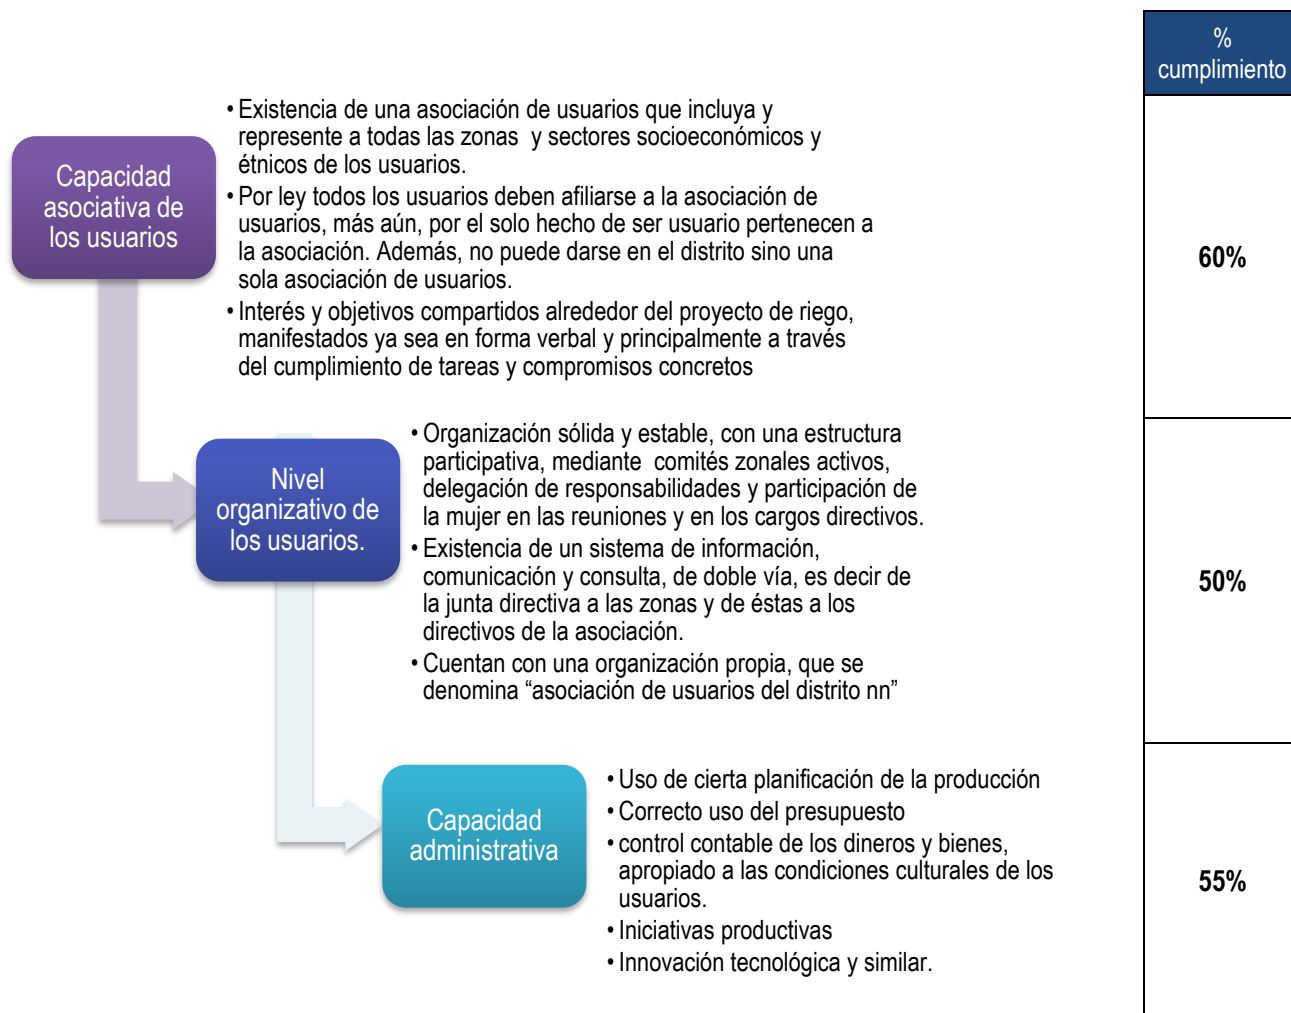 %
cumplimiento
• Existencia de una asociación de usuarios que incluya y
represente a todas las zonas y sectores socioeconómicos y
étnicos de los usuarios.
• Por ley todos los usuarios deben afiliarse a la asociación de
usuarios, más aún, por el solo hecho de ser usuario pertenecen a
la asociación. Además, no puede darse en el distrito sino una
sola asociación de usuarios.
• Interés y objetivos compartidos alrededor del proyecto de riego,
manifestados ya sea en forma verbal y principalmente a través
del cumplimiento de tareas y compromisos concretos
Capacidad
asociativa de
los usuarios
60%
• Organización sólida y estable, con una estructura
participativa, mediante comités zonales activos,
delegación de responsabilidades y participación de
la mujer en las reuniones y en los cargos directivos.
• Existencia de un sistema de información,
comunicación y consulta, de doble vía, es decir de
la junta directiva a las zonas y de éstas a los
directivos de la asociación.
• Cuentan con una organización propia, que se
denomina “asociación de usuarios del distrito nn”
Nivel
organizativo de
los usuarios.
50%
• Uso de cierta planificación de la producción
• Correcto uso del presupuesto
• control contable de los dineros y bienes,
apropiado a las condiciones culturales de los
usuarios.
• Iniciativas productivas
• Innovación tecnológica y similar.
Capacidad
administrativa
55%